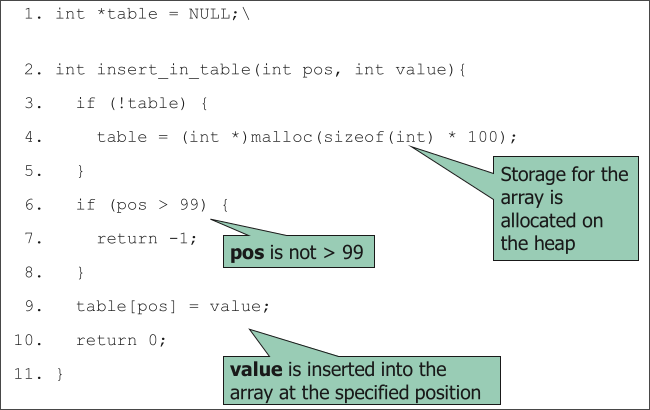 1. int *table = NULL;\
2. int insert_in_table(int pos, int value){
3. if (!table) {
4. table = (int *)malloc(sizeof(int) * 100);
5. }
Storage for the
array is
allocated on
the heap
6. if (pos > 99) {
7. return -1;
pos is not > 99
8. }
9. table[pos] = value;
10. return 0;
value is inserted into the
array at the specified position
11. }